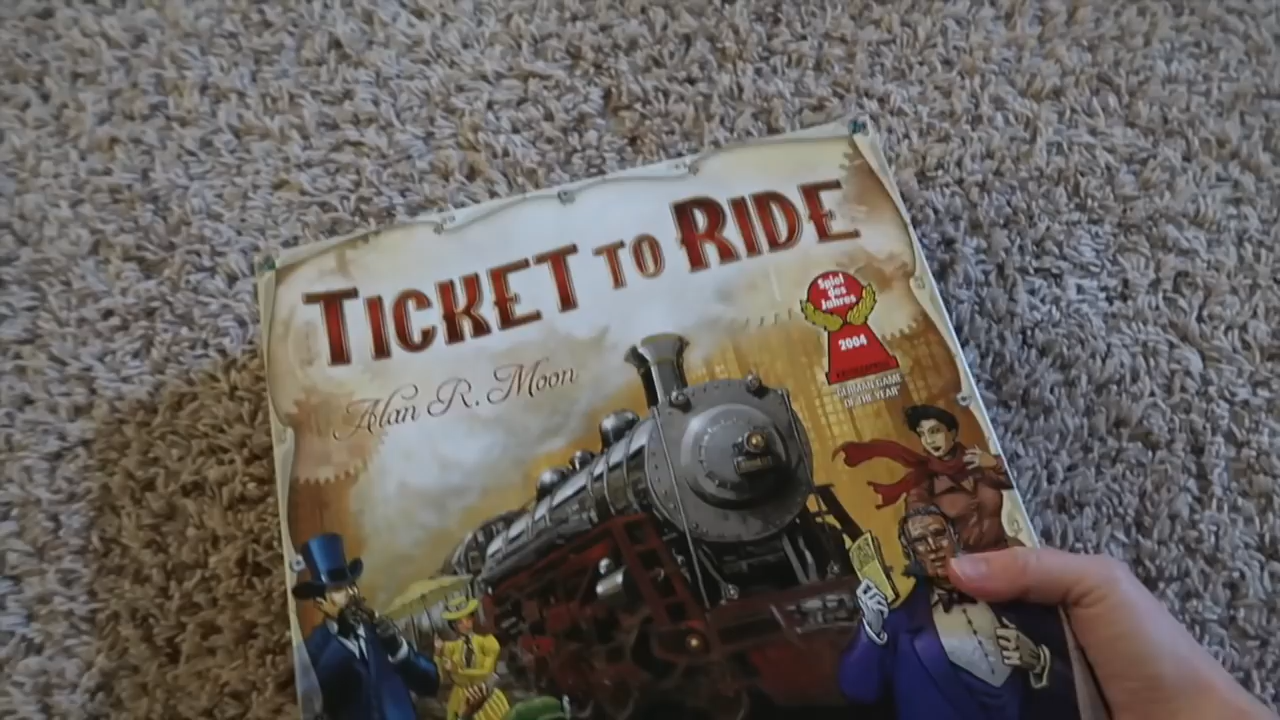 TICKET TO RIDE
Alan R. Moon
Spiel
des
Jahres
2004
"GERMAN GAME
OF THE YEAR"